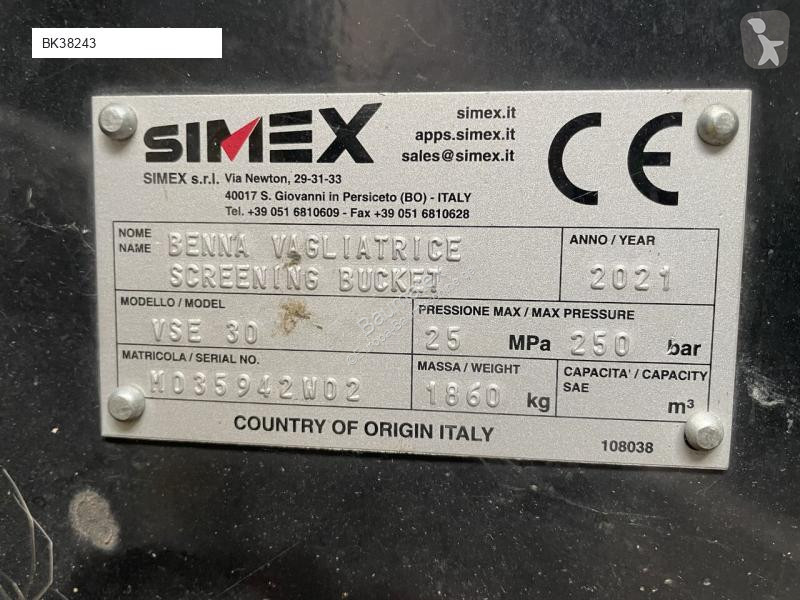 BK38243
SIMEX
simex.it
apps.simex.it
sales@simex.it
CE
SIMEX s.r.l. Via Newton, 29-31-33
40017 S. Giovanni in Persiceto (BO) - ITALY
Tel. +39 051 6810609 - Fax +39 051 6810628
NOME
NAME
BENNA VAGLIATRICE
SCREENING BUCKET
ANNO / YEAR
2021
MODELLO / MODEL
VSE 30
PRESSIONE MAX / MAX PRESSURE
25 MPa 250 bar
MATRICOLA / SERIAL NO.
M035942W02
MASSA / WEIGHT
1860 kg
CAPACITA' / CAPACITY
SAE
m³
COUNTRY OF ORIGIN ITALY
108038